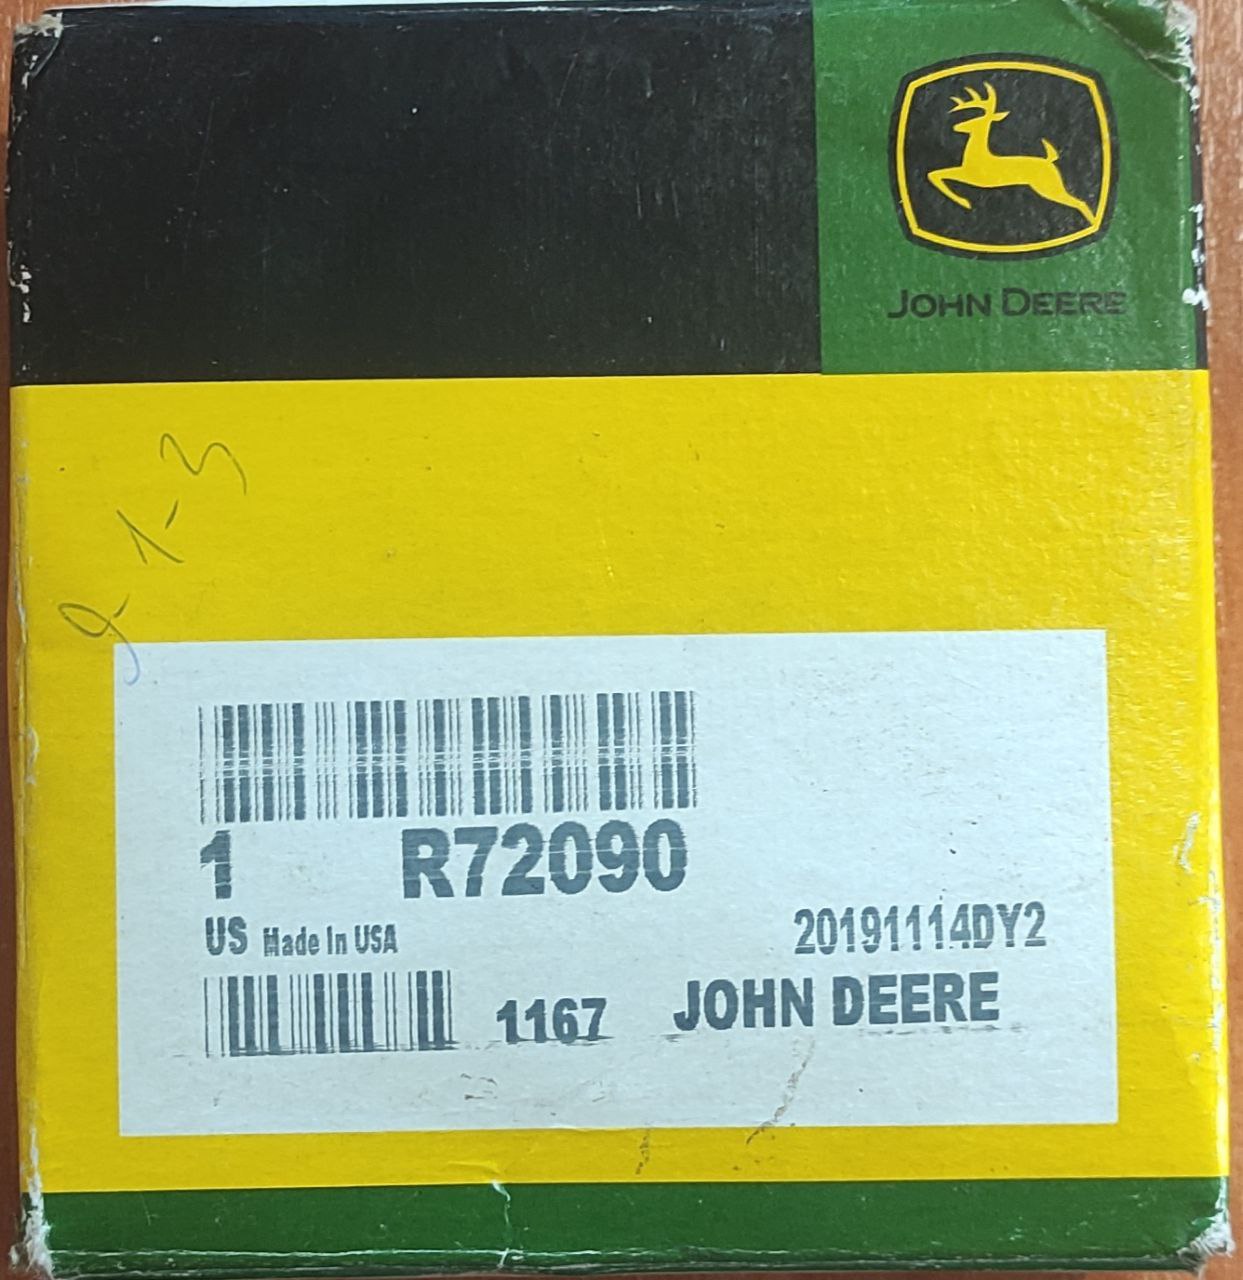 JOHN DEERE
1 R72090
US Made In USA
20191114DY2
1167 JOHN DEERE